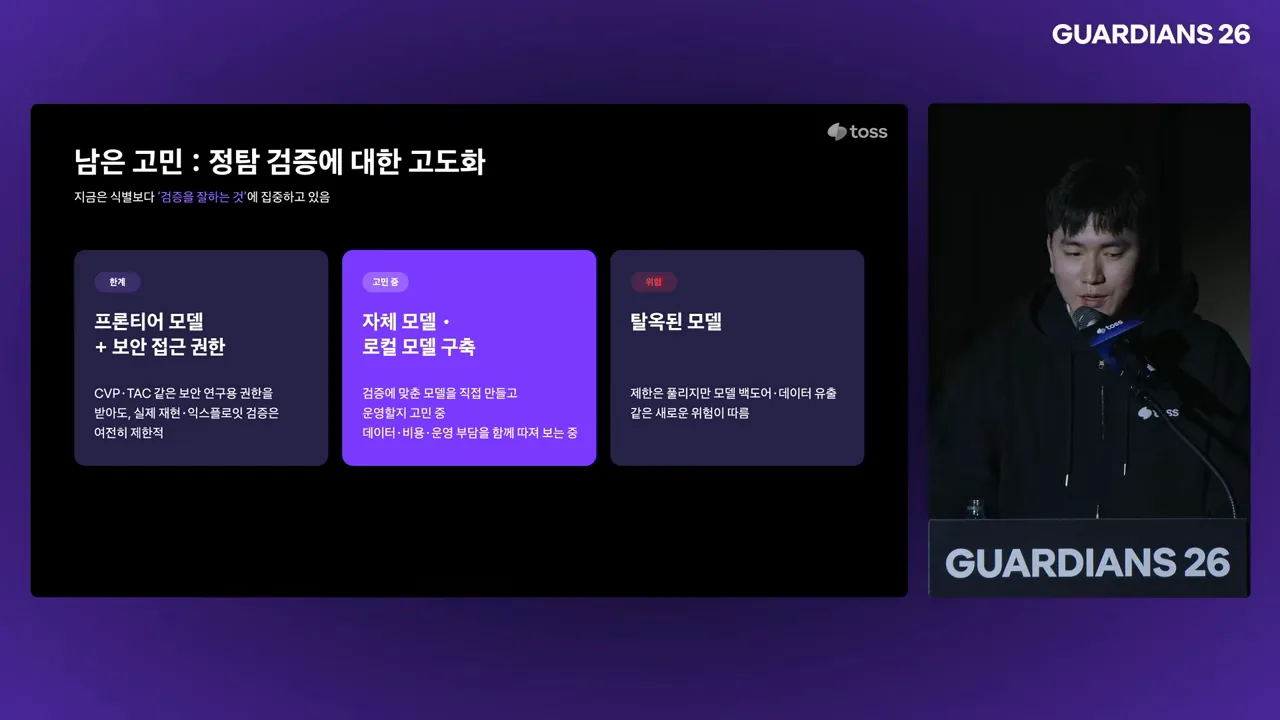 GUARDIANS 26
toss
남은 고민 : 정탐 검증에 대한 고도화
지금은 식별보다 '검증을 잘하는 것'에 집중하고 있음
한계
프론티어 모델
+ 보안 접근 권한
CVP·TAC 같은 보안 연구용 권한을
받아도, 실제 재현·익스플로잇 검증은
여전히 제한적
고민 중
자체 모델·
로컬 모델 구축
검증에 맞춘 모델을 직접 만들고
운영할지 고민 중
데이터·비용·운영 부담을 함께 따져 보는 중
위험
탈옥된 모델
제한은 풀리지만 모델 백도어·데이터 유출
같은 새로운 위험이 따름
toss
toss
GUARDIANS 26